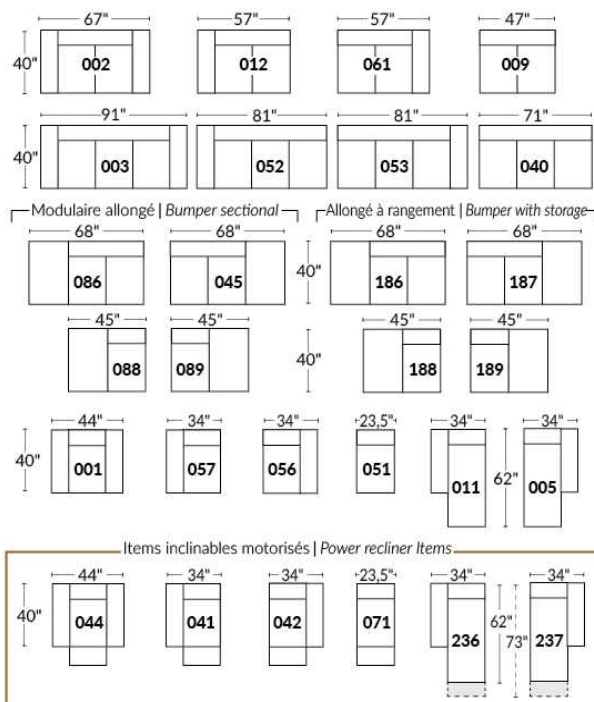 67" 57" 57" 47"
40" 002 012 061 009
91" 81" 81" 71"
40" 003 052 053 040
Modulaire allongé | Bumper sectional Allongé à rangement | Bumper with storage
68" 68" 68" 68"
086 045 40" 186 187
45" 45" 45" 45"
088 089 40" 188 189
44" 34" 34" 23,5" 34" 34"
40" 001 057 056 051 011 62" 005
Items inclinables motorisés | Power recliner Items
44" 34" 34" 23,5" 34" 34"
40" 044 041 042 071 236 62" 73" 237